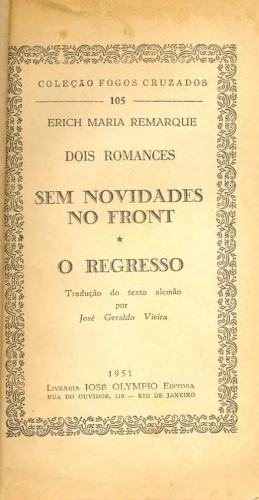 COLEÇÃO FOGOS CRUZADOS
105
ERICH MARIA REMARQUE
DOIS ROMANCES
SEM NOVIDADES
NO FRONT
*
O REGRESSO
Tradução do texto alemão
por
José Geraldo Vieira
1951
LIVRARIA JOSÉ OLYMPIO EDITORA
RUA DO OUVIDOR, 110 — RIO DE JANEIRO